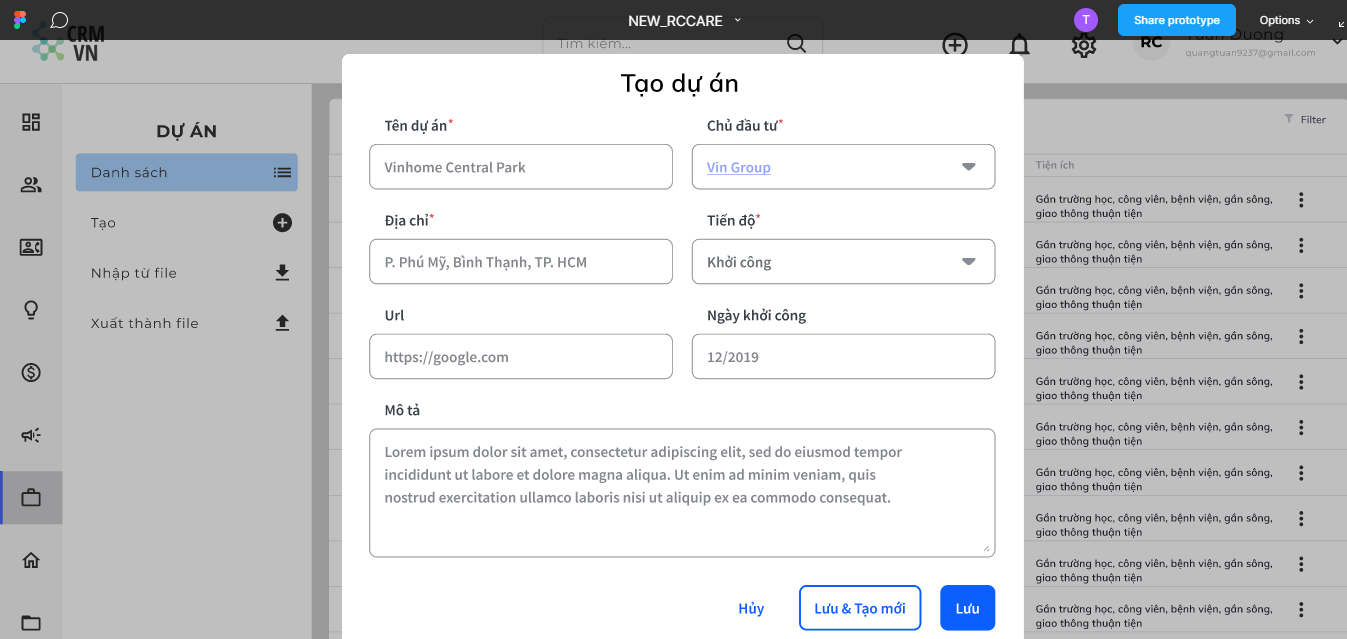 NEW_RCCARE
T
Share prototype
Options
CRM
VN
Tìm kiếm...
RC
Tuấn Dương
quangtuan9237@gmail.com
DỰ ÁN
Danh sách
Tạo
Nhập từ file
Xuất thành file
Tạo dự án
Tên dự án*
Chủ đầu tư*
Vinhome Central Park
Vin Group
Địa chỉ*
Tiến độ*
P. Phú Mỹ, Bình Thạnh, TP. HCM
Khởi công
Url
Ngày khởi công
https://google.com
12/2019
Mô tả
Lorem ipsum dolor sit amet, consectetur adipiscing elit, sed do eiusmod tempor
incididunt ut labore et dolore magna aliqua. Ut enim ad minim veniam, quis
nostrud exercitation ullamco laboris nisi ut aliquip ex ea commodo consequat.
Hủy
Lưu & Tạo mới
Lưu
Filter
Tiện ích
Gần trường học, công viên, bệnh viện, gần sông,
giao thông thuận tiện
Gần trường học, công viên, bệnh viện, gần sông,
giao thông thuận tiện
Gần trường học, công viên, bệnh viện, gần sông,
giao thông thuận tiện
Gần trường học, công viên, bệnh viện, gần sông,
giao thông thuận tiện
Gần trường học, công viên, bệnh viện, gần sông,
giao thông thuận tiện
Gần trường học, công viên, bệnh viện, gần sông,
giao thông thuận tiện
Gần trường học, công viên, bệnh viện, gần sông,
giao thông thuận tiện
Gần trường học, công viên, bệnh viện, gần sông,
giao thông thuận tiện
Gần trường học, công viên, bệnh viện, gần sông,
giao thông thuận tiện
Gần trường học, công viên, bệnh viện, gần sông,
giao thông thuận tiện